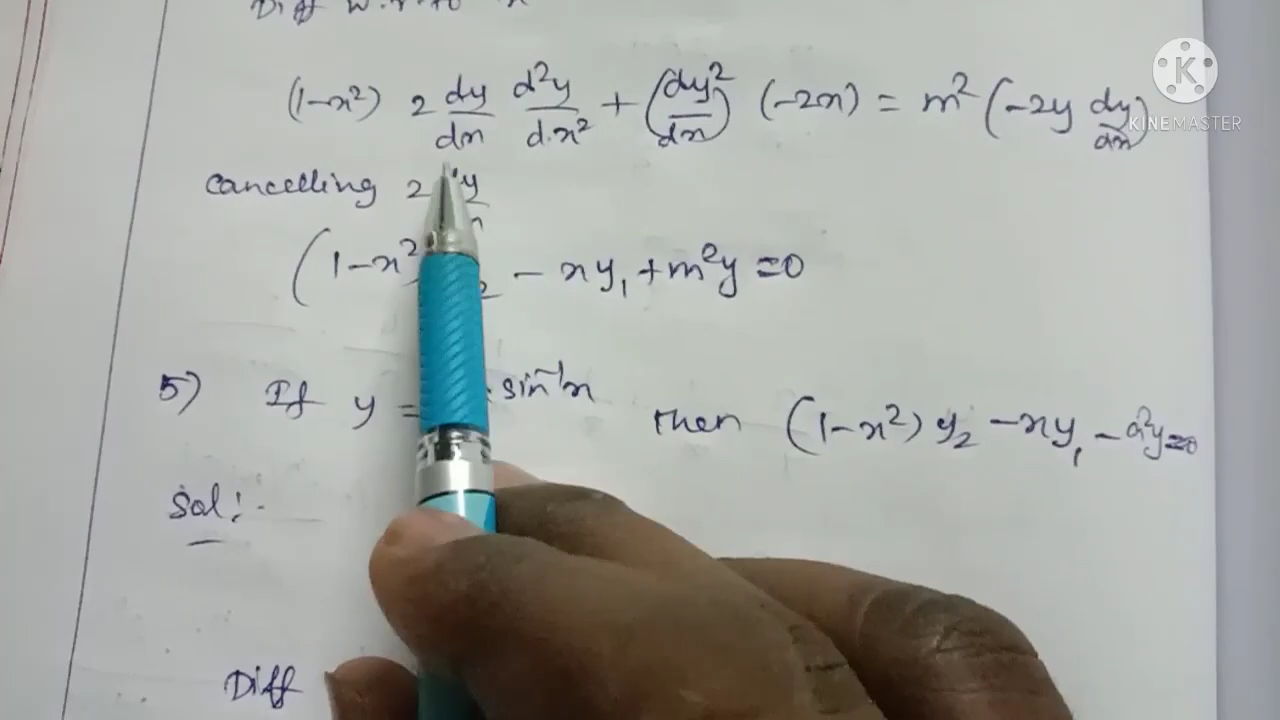 Diff w.r.to x
(1-x²) 2 dy/dx d²y/d.x² + (dy/dx)² (-2x) = m² (-2y dy/dx)
KINEMASTER
cancelling 2
(1-x² - xy₁ + m²y = 0
5) If y = sin⁻¹x then (1-x²) y₂ - xy₁ - a²y = 0
Sol:-
Diff